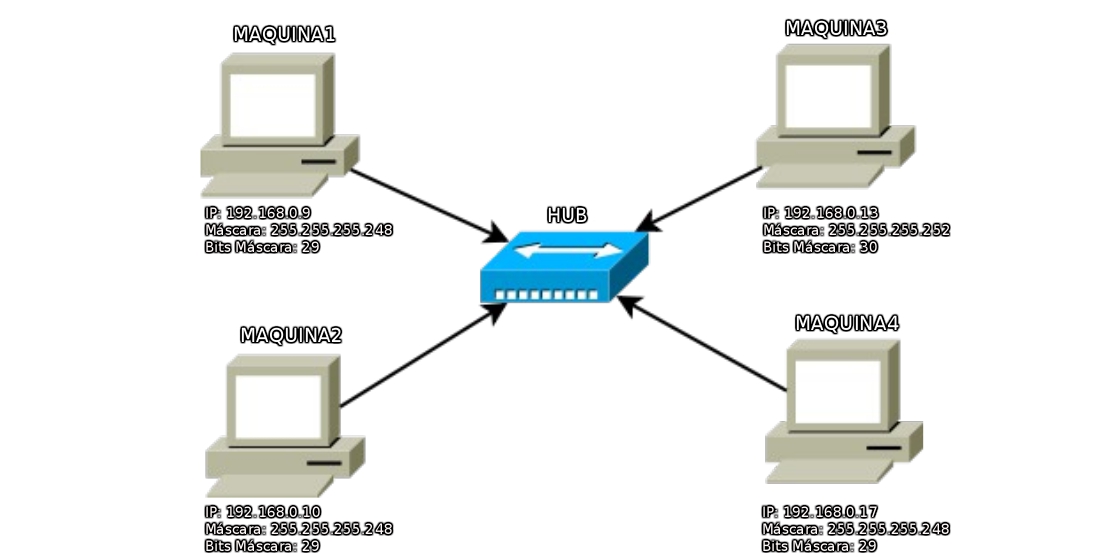 MAQUINA1
IP: 192.168.0.9
Máscara: 255.255.255.248
Bits Máscara: 29
MAQUINA3
IP: 192.168.0.13
Máscara: 255.255.255.252
Bits Máscara: 30
HUB
MAQUINA2
IP: 192.168.0.10
Máscara: 255.255.255.248
Bits Máscara: 29
MAQUINA4
IP: 192.168.0.17
Máscara: 255.255.255.248
Bits Máscara: 29